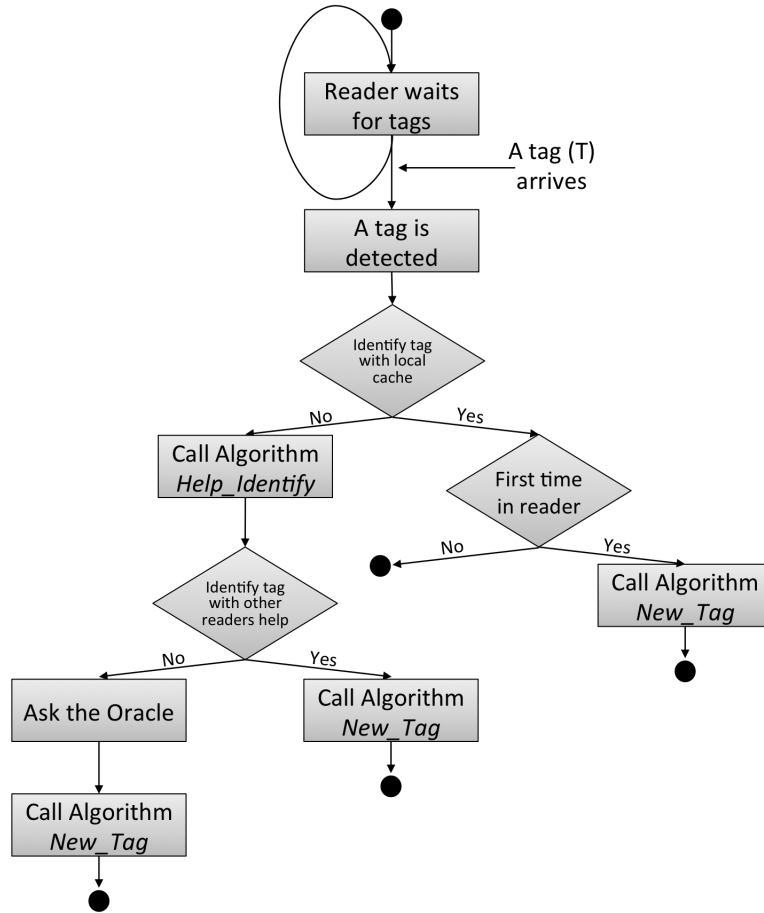 Reader waits
for tags
A tag (T)
arrives
A tag is
detected
Identify tag
with local
cache
No
Yes
Call Algorithm
Help_Identify
First time
in reader
No
Yes
Call Algorithm
New_Tag
Identify tag
with other
readers help
No
Yes
Ask the Oracle
Call Algorithm
New_Tag
Call Algorithm
New_Tag